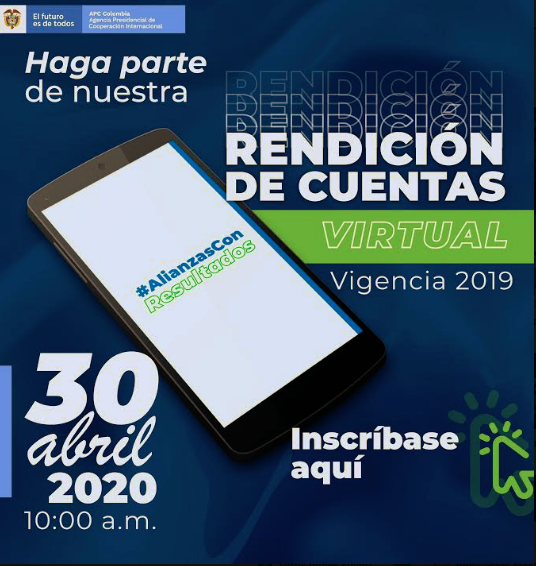 El futuro
es de todos
APC Colombia
Agencia Presidencial de
Cooperación Internacional
Haga parte
de nuestra
RENDICIÓN
RENDICIÓN
RENDICIÓN
RENDICIÓN
DE CUENTAS
VIRTUAL
Vigencia 2019
#AlianzasCon
Resultados
30
abril
2020
10:00 a.m.
Inscríbase
aquí